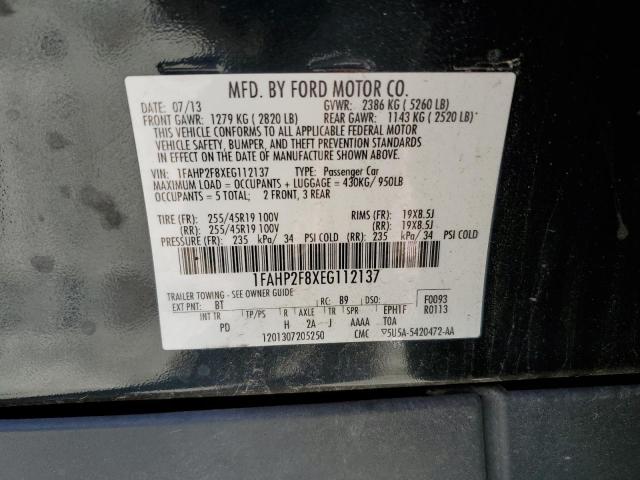 MFD. BY FORD MOTOR CO.
DATE: 07/13 GVWR: 2386 KG ( 5260 LB)
FRONT GAWR: 1279 KG ( 2820 LB) REAR GAWR: 1143 KG ( 2520 LB)
THIS VEHICLE CONFORMS TO ALL APPLICABLE FEDERAL MOTOR
VEHICLE SAFETY, BUMPER, AND THEFT PREVENTION STANDARDS
IN EFFECT ON THE DATE OF MANUFACTURE SHOWN ABOVE.
VIN: 1FAHP2F8XEG112137 TYPE: Passenger Car
MAXIMUM LOAD = OCCUPANTS + LUGGAGE = 430KG/ 950LB
OCCUPANTS = 5 TOTAL; 2 FRONT, 3 REAR
TIRE (FR): 255/45R19 100V RIMS (FR): 19X8.5J
(RR): 255/45R19 100V (RR): 19X8.5J
PRESSURE (FR): 235 kPa/ 34 PSI COLD (RR): 235 kPa/ 34 PSI COLD
1FAHP2F8XEG112137
TRAILER TOWING - SEE OWNER GUIDE
EXT PNT: BT RC: B9 DSO: F0093
INT TR TP/PS R AXLE TR SPR EPHTF R0113
PD H 2A J AAAA TOA
1201307205250 CMC 5U5A-5420472-AA